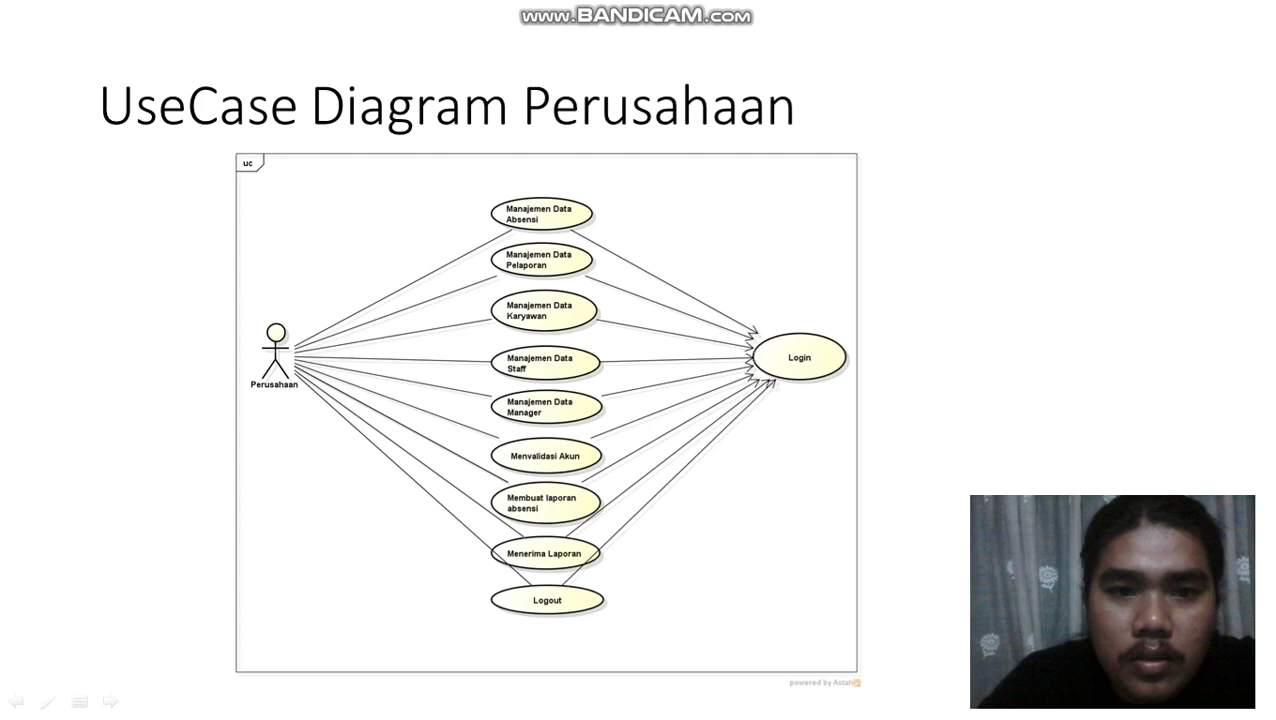 www.BANDICAM.com
UseCase Diagram Perusahaan
uc
Manajemen Data
Absensi
Manajemen Data
Pelaporan
Manajemen Data
Karyawan
Manajemen Data
Staff
Manajemen Data
Manager
Menvalidasi Akun
Membuat laporan
absensi
Menerima Laporan
Logout
Perusahaan
Login
powered by Astah